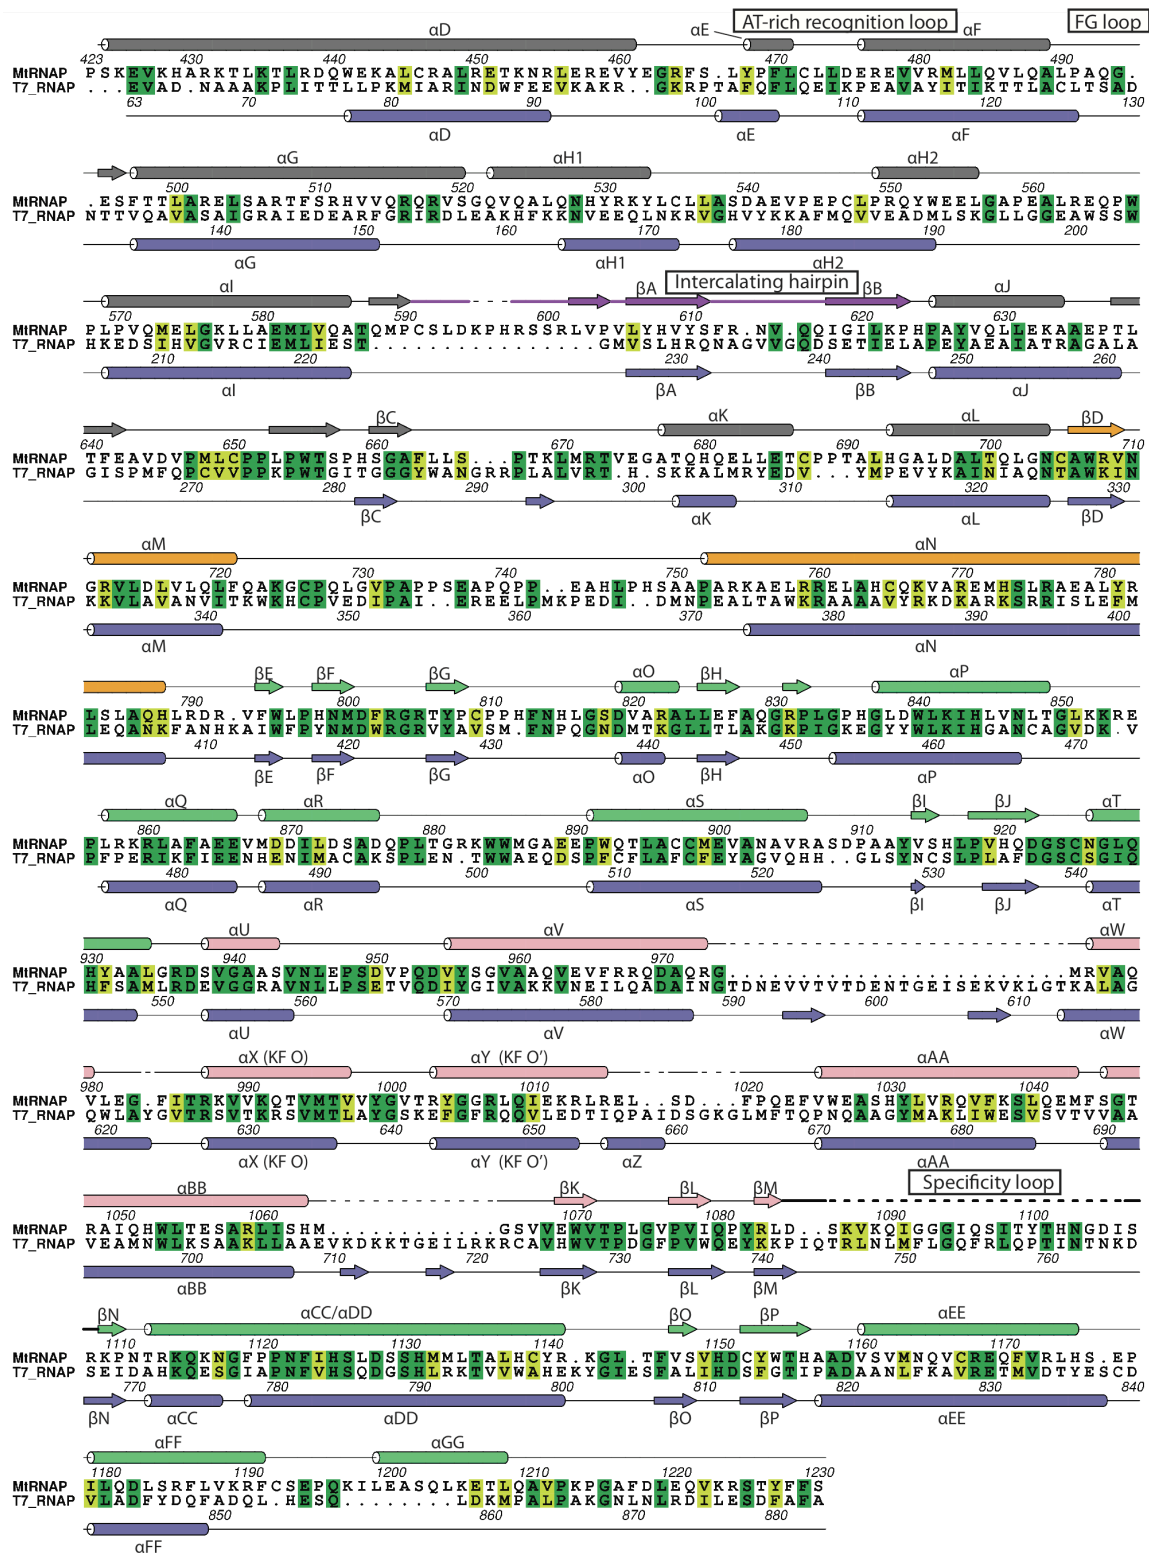 αD αE AT-rich recognition loop αF FG loop
423 430 440 450 460 470 480 490
MtRNAP PSKEVKHARKTLKTLRDQWEKALCRALRETKNRLEREVYEGRFS.LYPFLCLLDEREVVRMLLQVLQALPAQG.
T7_RNAP ...EVAD.NAAAKPLITTLLPKMIARINDWFEEVKAKR..GKRPTAFQFLQEIKPEAVAYITIKTTLACLTSAD
63 70 80 90 100 110 120 130
αD αE αF
αG αH1 αH2
500 510 520 530 540 550 560
MtRNAP .ESFTTLARELSARTFSRHVVQRQRVSGQVQALQNHYRKYLCLLASDAEVPEPCLPRQYWEELGAPEALREQPW
T7_RNAP NTTVQAVASAIGRAIEDEARFGRIRDLEAKHFKKNVEEQLNKRVGHVYKKAFMQVVEADMLSKGLLGGEAWSSW
140 150 160 170 180 190 200
αG αH1 αH2
αI βA Intercalating hairpin βB αJ
570 580 590 600 610 620 630
MtRNAP PLPVQMELGKLLAEMLVQATQMPCSLDKPHRSSRLVPVLYHVYSFR.NV.QQIGILKPHPAYVQLLEKAAEPTL
T7_RNAP HKEDSIHVGVRCIEMLIEST................GMVSLHRQNAGVVGQDSETIELAPEYAEAIATRAGALA
210 220 230 240 250 260
αI βA βB αJ
βC αK αL βD
640 650 660 670 680 690 700 710
MtRNAP TFEAVDVPMLCPPLPWTSPHSGAFLLS...PTKLMRTVEGATQHQELLETCPPTALHGALDALTQLGNCAWRVN
T7_RNAP GISPMFQPCVVPPKPWTGITGGGYWANGRRPLALVRT.H.SKKALMRYEDV...YMPEVYKAINIAQNTAWKIN
270 280 290 300 310 320 330
βC αK αL βD
αM αN
720 730 740 750 760 770 780
MtRNAP GRVLDLVLQLFQAKGCPQLGVPAPPSEAPQPP..EAHLPHSAAPARKAELRRELAHCQKVAREMHSLRAEALYR
T7_RNAP KKVLAVANVITKWKHCPVEDIPAI..EREELPMKPEDI..DMNPEALTAWKRAAAAVYRKDKARKSRRISLEFM
340 350 360 370 380 390 400
αM αN
βE βF βG αO βH αP
790 800 810 820 830 840 850
MtRNAP LSLAQHLRDR.VFWLPHNMDFRGRTYPCPPHFNHLGSDVARALLEFAQGRPLGPHGLDWLKIHLVNLTGLKKRE
T7_RNAP LEQANKFANHKAIWFPYNMDWRGRVYAVSM.FNPQGNDMTKGLLTLAKGKPIGKEGYYWLKIHGANCAGVDK.V
410 420 430 440 450 460 470
βE βF βG αO βH αP
αQ αR αS βI βJ αT
860 870 880 890 900 910 920
MtRNAP PLRKRLAFAEEVMDDILDSADQPLTGRKWWMGAEEPWQTLACCMEVANAVRASDPAAYVSHLPVHQDGSCNGLQ
T7_RNAP PFPERIKFIEENHENIMACAKSPLEN.TWWAEQDSPFCFLAFCFEYAGVQHH..GLSYNCSLPLAFDGSCSGIQ
480 490 500 510 520 530 540
αQ αR αS βI βJ αT
αU αV αW
930 940 950 960 970
MtRNAP HYAALGRDSVGAASVNLEPSDVPQDVYSGVAAQVEVFRRQDAQRG.........................MRVAQ
T7_RNAP HFSAMLRDEVGGRAVNLLPSETVQDIYGIVAKKVNEILQADAINGTDNEVVTVTDENTGEISEKVKLGTKALAG
550 560 570 580 590 600 610
αU αV αW
αX (KF O) αY (KF O') αAA
980 990 1000 1010 1020 1030 1040
MtRNAP VLEG.FITRKVVKQTVMTVVYGVTRYGGRLQIEKRLREL..SD...FPQEFVWEASHYLVRQVFKSLQEMFSGT
T7_RNAP QWLAYGVTRSVTKRSVMTLAYGSKEFGFRQQVLEDTIQPAIDSGKGLMFTQPNQAAGYMAKLIWESVSVTVVAA
620 630 640 650 660 670 680 690
αX (KF O) αY (KF O') αZ αAA
αBB βK βL βM Specificity loop
1050 1060 1070 1080 1090 1100
MtRNAP RAIQHWLTESARLISHM............GSVVEWVTPLGVPVIQPYRLD...SKVKQIGGGIQSITYTHNGDIS
T7_RNAP VEAMNWLKSAAKLLAAEVKDKKTGEILRKRCAVHWVTPDGFPVWQEYKKPIQTRLNLMFLGQFRLQPTINTNKD
700 710 720 730 740 750 760
αBB βK βL βM
βN αCC/αDD βO βP αEE
1110 1120 1130 1140 1150 1160 1170
MtRNAP RKPNTRKQKNGFPPNFIHSLDSSHMMLTALHCYR.KGL.TFVSVHDCYWTHAADVSVMNQVCREQFVRLHS.EP
T7_RNAP SEIDAHKQESGIAPNFVHSQDGSHLRKTVVWAHEKYGIESFALIHDSFGTIPADAANLFKAVRETMVDTYESCD
770 780 790 800 810 820 830 840
βN αCC αDD βO βP αEE
αFF αGG
1180 1190 1200 1210 1220 1230
MtRNAP ILQDLSRFLVKRFCSEPQKILEASQLKETLQAVPKPGAFDLEQVKRSTYFFS
T7_RNAP VLADFYDQFADQL.HESQ........LDKMPALPAKGNLNLRDILESDFAFA
850 860 870 880
αFF